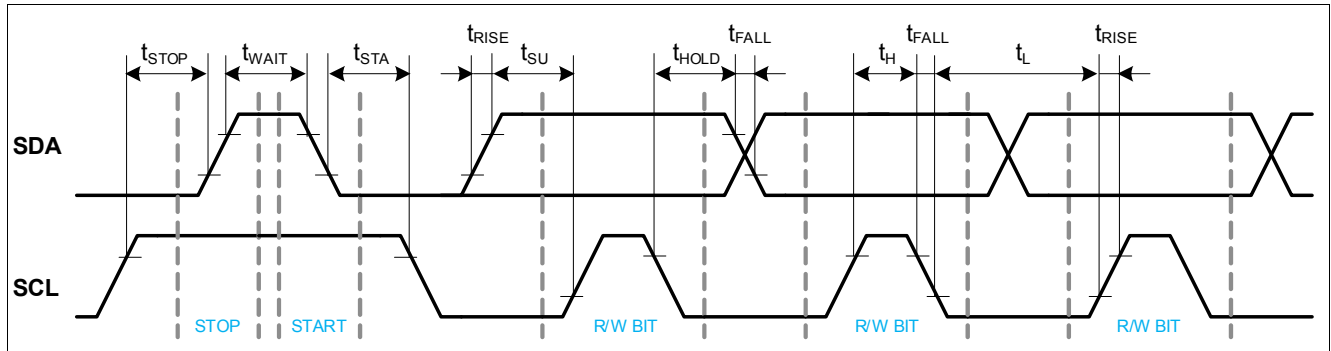 tSTOP tWAIT tSTA tRISE tSU tHOLD tFALL tH tFALL tL tRISE
SDA
SCL
STOP START R/W BIT R/W BIT R/W BIT